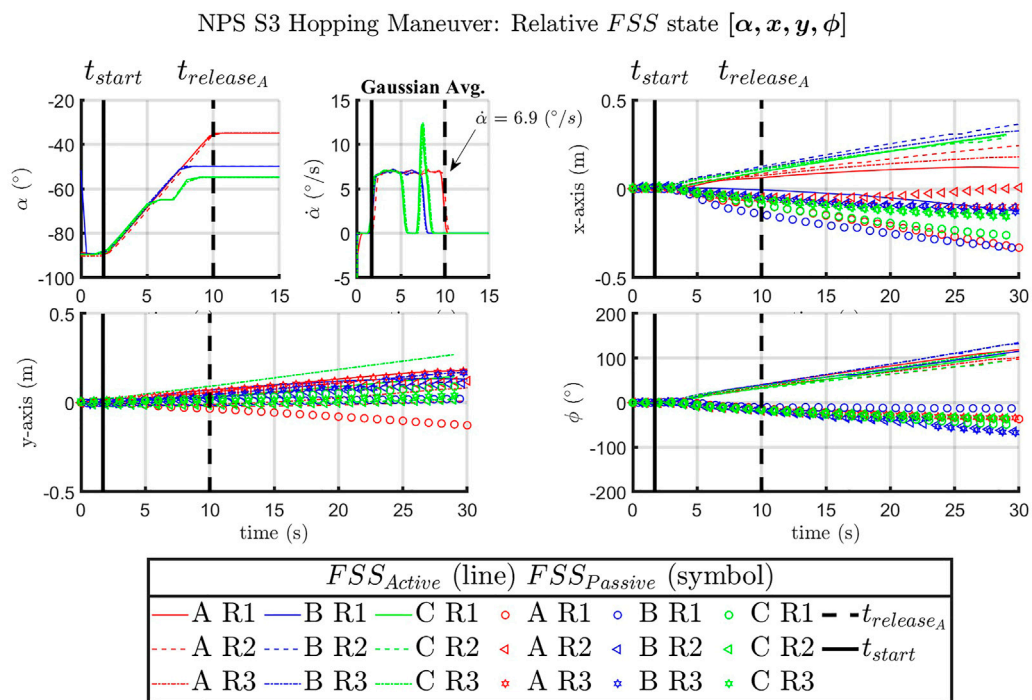 NPS S3 Hopping Maneuver: Relative FSS state [α, x, y, ϕ]
t_start t_release_A
Gaussian Avg.
α̇ = 6.9 (°/s)
α (°)
-20
-40
-60
-80
-100
0 5 10 15
α̇ (°/s)
15
10
5
0
-5
0 5 10 15
t_start t_release_A
x-axis (m)
0.5
0
-0.5
0 5 10 15 20 25 30
y-axis (m)
0.5
0
-0.5
0 5 10 15 20 25 30
time (s)
ϕ (°)
200
100
0
-100
-200
0 5 10 15 20 25 30
time (s)
FSS_Active (line) FSS_Passive (symbol)
A R1 B R1 C R1 A R1 B R1 C R1 t_release_A
A R2 B R2 C R2 A R2 B R2 C R2 t_start
A R3 B R3 C R3 A R3 B R3 C R3